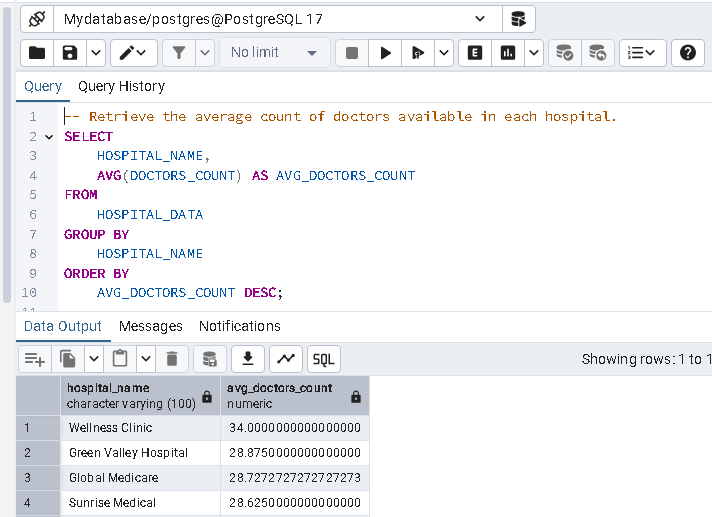 Mydatabase/postgres@PostgreSQL 17
No limit
E
Query Query History
1 -- Retrieve the average count of doctors available in each hospital.
2 SELECT
3 HOSPITAL_NAME,
4 AVG(DOCTORS_COUNT) AS AVG_DOCTORS_COUNT
5 FROM
6 HOSPITAL_DATA
7 GROUP BY
8 HOSPITAL_NAME
9 ORDER BY
10 AVG_DOCTORS_COUNT DESC;
Data Output Messages Notifications
SQL Showing rows: 1 to 1
hospital_name avg_doctors_count
character varying (100) numeric
1 Wellness Clinic 34.0000000000000000
2 Green Valley Hospital 28.8750000000000000
3 Global Medicare 28.7272727272727273
4 Sunrise Medical 28.6250000000000000